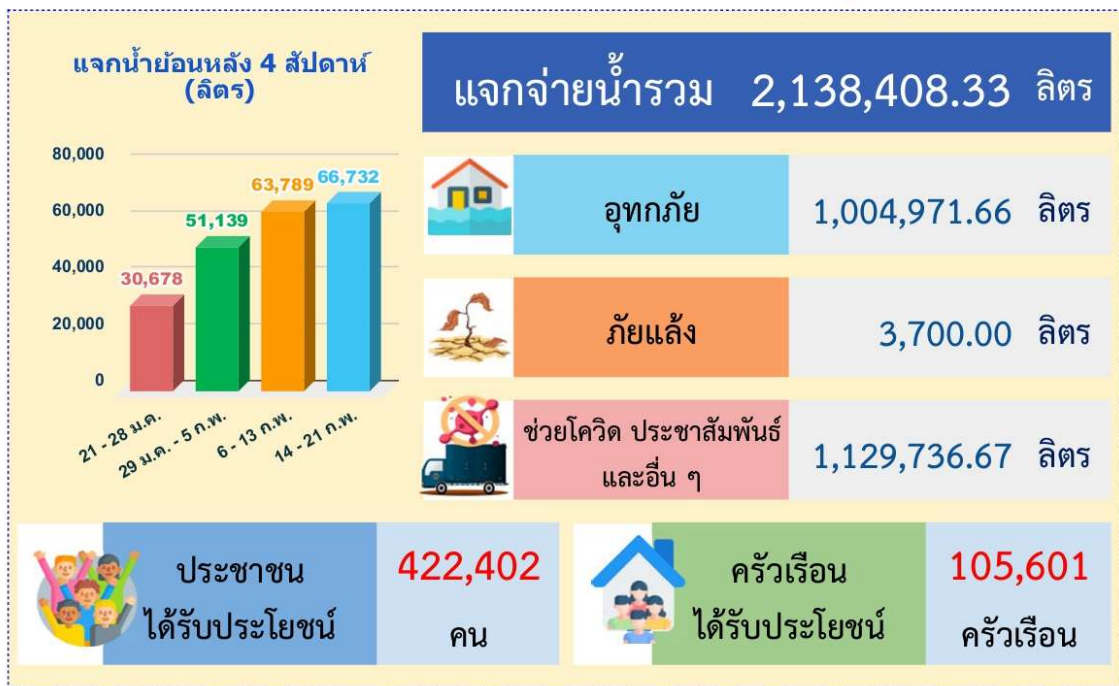 แจกน้ำย้อนหลัง 4 สัปดาห์
(ลิตร)
80,000
60,000
40,000
20,000
0
30,678
51,139
63,789
66,732
21 - 28 ม.ค.
29 ม.ค. - 5 ก.พ.
6 - 13 ก.พ.
14 - 21 ก.พ.
แจกจ่ายน้ำรวม 2,138,408.33 ลิตร
อุทกภัย 1,004,971.66 ลิตร
ภัยแล้ง 3,700.00 ลิตร
ช่วยโควิด ประชาสัมพันธ์
และอื่น ๆ
1,129,736.67 ลิตร
ประชาชน
ได้รับประโยชน์
422,402
คน
ครัวเรือน
ได้รับประโยชน์
105,601
ครัวเรือน